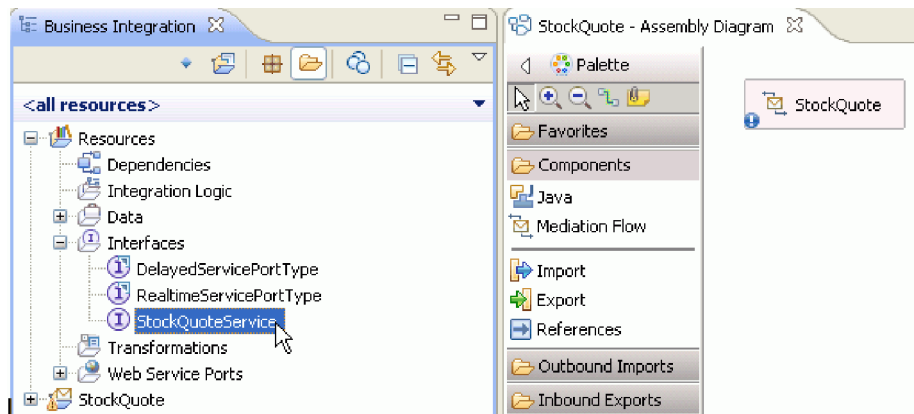 Business Integration
<all resources>
Resources
Dependencies
Integration Logic
Data
Interfaces
DelayedServicePortType
RealtimeServicePortType
StockQuoteService
Transformations
Web Service Ports
StockQuote
StockQuote - Assembly Diagram
Palette
Favorites
Components
Java
Mediation Flow
Import
Export
References
Outbound Imports
Inbound Exports
StockQuote